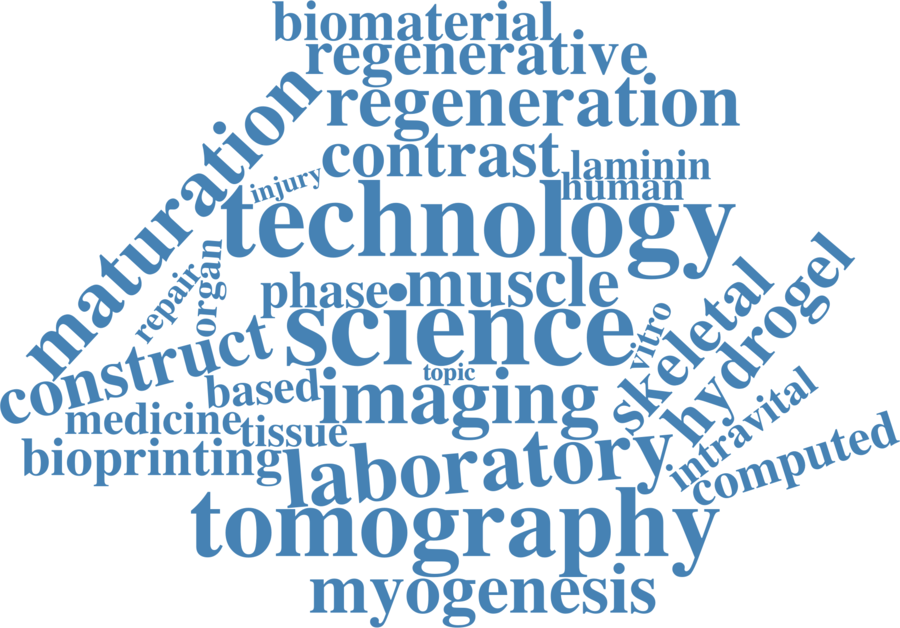 biomaterial
regenerative
regeneration
maturation
contrast
laminin
injury
human
technology
organ
repair
phase
muscle
science
vitro
skeletal
hydrogel
construct
topic
based
imaging
medicine
tissue
intravital
bioprinting
laboratory
computed
tomography
myogenesis